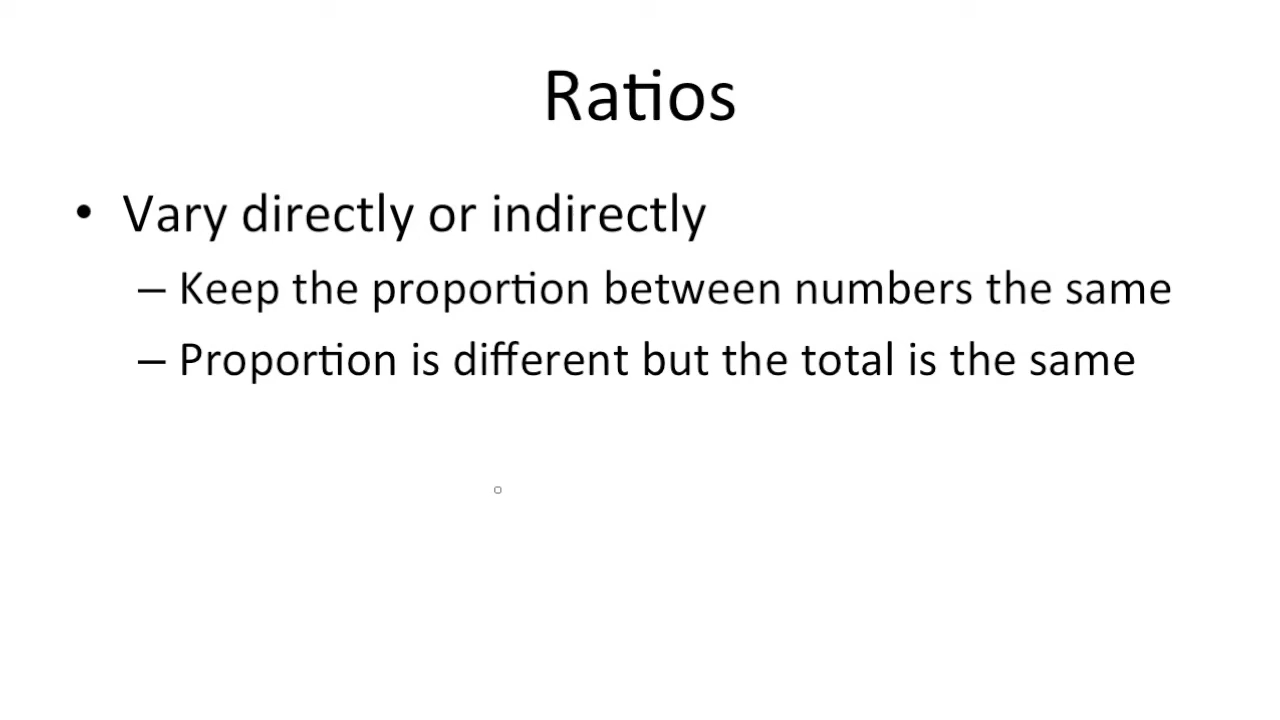 Ratios
• Vary directly or indirectly
– Keep the proportion between numbers the same
– Proportion is different but the total is the same